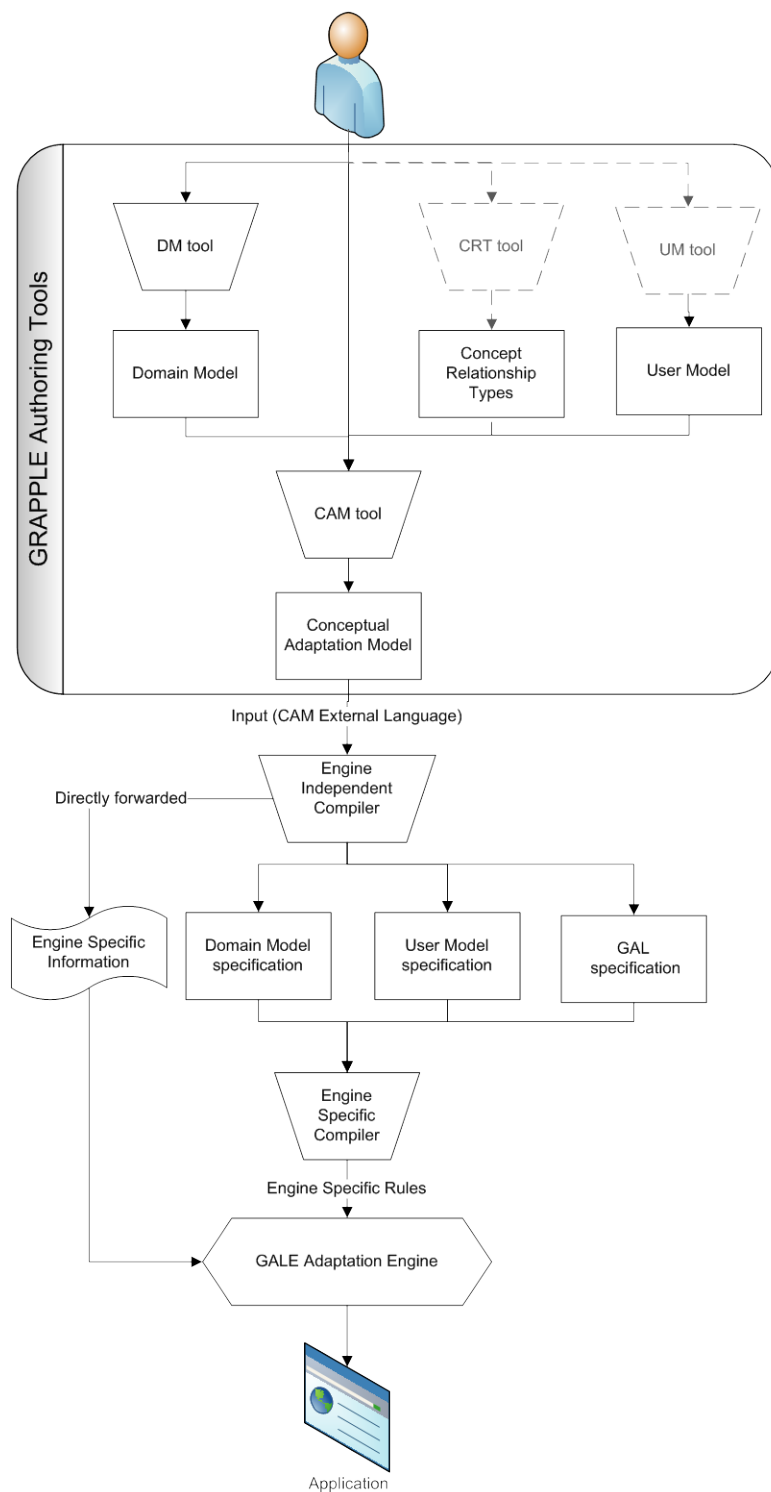 GRAPPLE Authoring Tools
DM tool
CRT tool
UM tool
Domain Model
Concept
Relationship
Types
User Model
CAM tool
Conceptual
Adaptation Model
Input (CAM External Language)
Engine
Independent
Compiler
Directly forwarded
Engine Specific
Information
Domain Model
specification
User Model
specification
GAL
specification
Engine
Specific
Compiler
Engine Specific Rules
GALE Adaptation Engine
Application